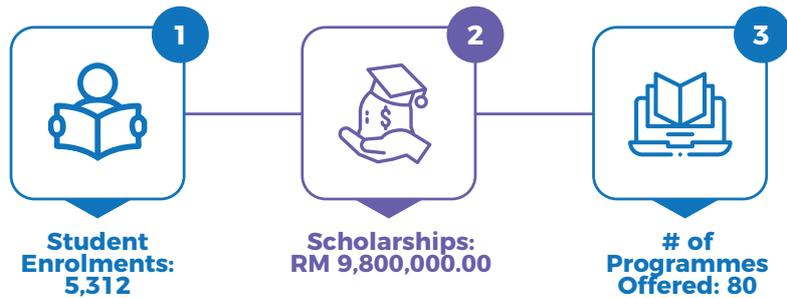 1
2
3
$
Student
Enrolments:
5,312
Scholarships:
RM 9,800,000.00
# of
Programmes
Offered: 80